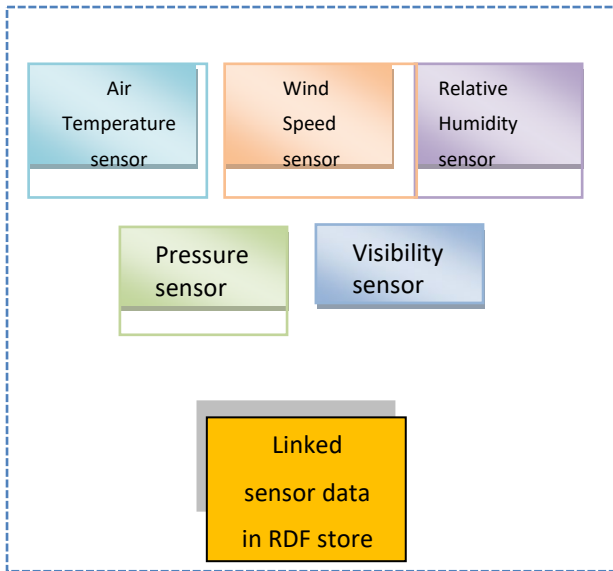 Air
Temperature
sensor
Wind
Speed
sensor
Relative
Humidity
sensor
Pressure
sensor
Visibility
sensor
Linked
sensor data
in RDF store